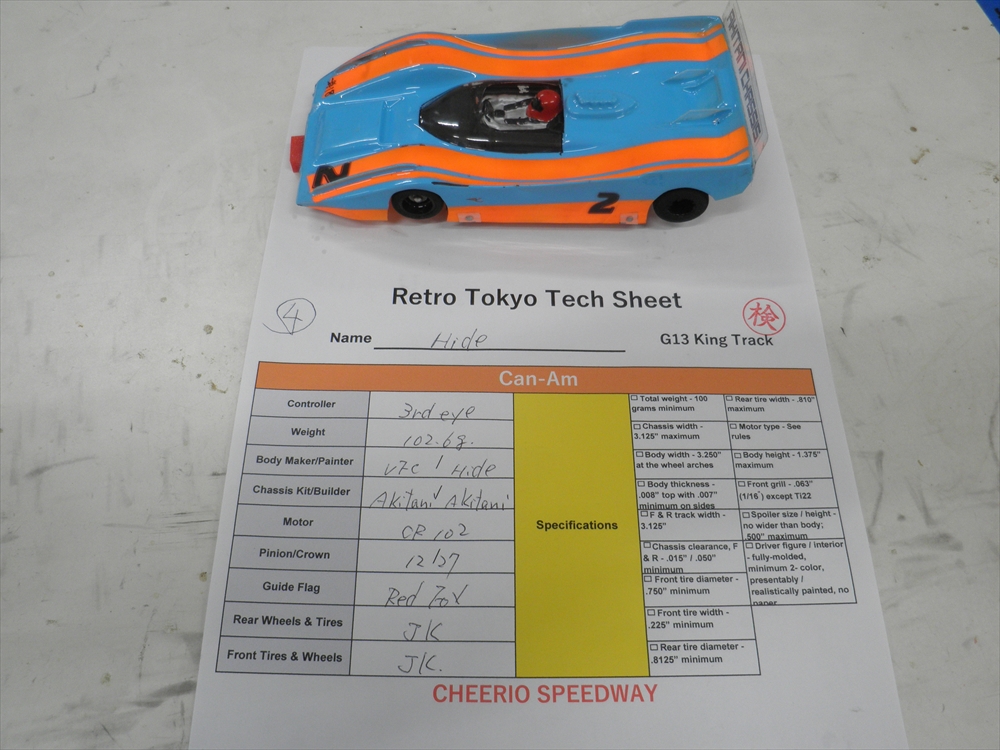 AKITANI CHASSIS
2
2
Retro Tokyo Tech Sheet
4
検
Name Hide
G13 King Track
Can-Am
Controller 3rd eye
Weight 102.6g.
Body Maker/Painter / Hide
Chassis Kit/Builder Akitani / Akitani
Motor CR 102
Pinion/Crown 12/37
Guide Flag Red Fox
Rear Wheels & Tires JK
Front Tires & Wheels JK.
Specifications
☐ Total weight - 100
grams minimum
☐ Rear tire width - .810"
maximum
☐ Chassis width -
3.125" maximum
☐ Motor type - See
rules
☐ Body width - 3.250"
at the wheel arches
☐ Body height - 1.375"
maximum
☐ Body thickness -
.008" top with .007"
minimum on sides
☐ Front grill - .063"
(1/16") except Ti22
☐ F & R track width -
3.125"
☐ Spoiler size / height -
no wider than body;
.500" maximum
☐ Chassis clearance, F
& R - .015" / .050"
minimum
☐ Driver figure / interior
- fully-molded,
minimum 2- color,
presentably /
realistically painted, no
paper
☐ Front tire diameter -
.750" minimum
☐ Front tire width -
.225" minimum
☐ Rear tire diameter -
.8125" minimum
CHEERIO SPEEDWAY